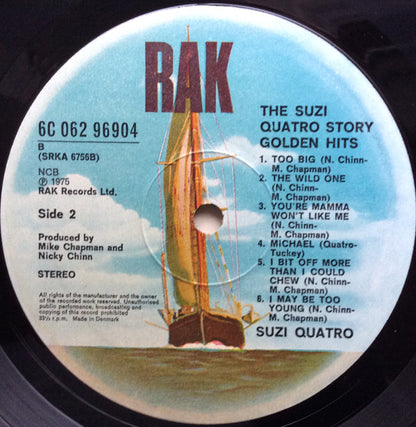 RAK
6C 062 96904
B
(SRKA 6756B)
NCB
℗ 1975
RAK Records Ltd.
Side 2
Produced by
Mike Chapman and
Nicky Chinn
STEREO
All rights of the manufacturer and the owner
of the recorded work reserved. Unauthorised
public performance, broadcasting and
copying of this record prohibited
33⅓ r.p.m. Made in Denmark
THE SUZI
QUATRO STORY
GOLDEN HITS
1. TOO BIG (N. Chinn-
M. Chapman)
2. THE WILD ONE
(N. Chinn-
M. Chapman)
3. YOU'RE MAMMA
WON'T LIKE ME
(N. Chinn-
M. Chapman)
4. MICHAEL (Quatro-
Tuckey)
5. I BIT OFF MORE
THAN I COULD
CHEW (N. Chinn-
M. Chapman)
6. I MAY BE TOO
YOUNG (N. Chinn-
M. Chapman)
SUZI QUATRO